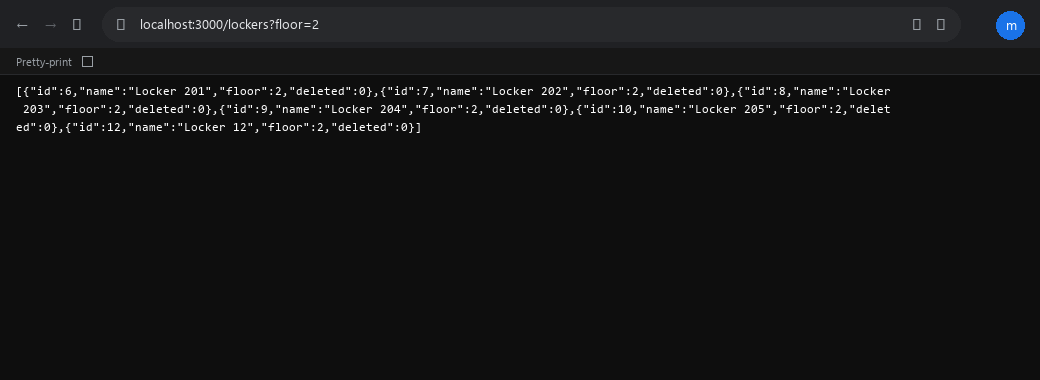 localhost:3000/lockers?floor=2
m
Pretty-print
[{"id":6,"name":"Locker 201","floor":2,"deleted":0},{"id":7,"name":"Locker 202","floor":2,"deleted":0},{"id":8,"name":"Locker
203","floor":2,"deleted":0},{"id":9,"name":"Locker 204","floor":2,"deleted":0},{"id":10,"name":"Locker 205","floor":2,"delet
ed":0},{"id":12,"name":"Locker 12","floor":2,"deleted":0}]